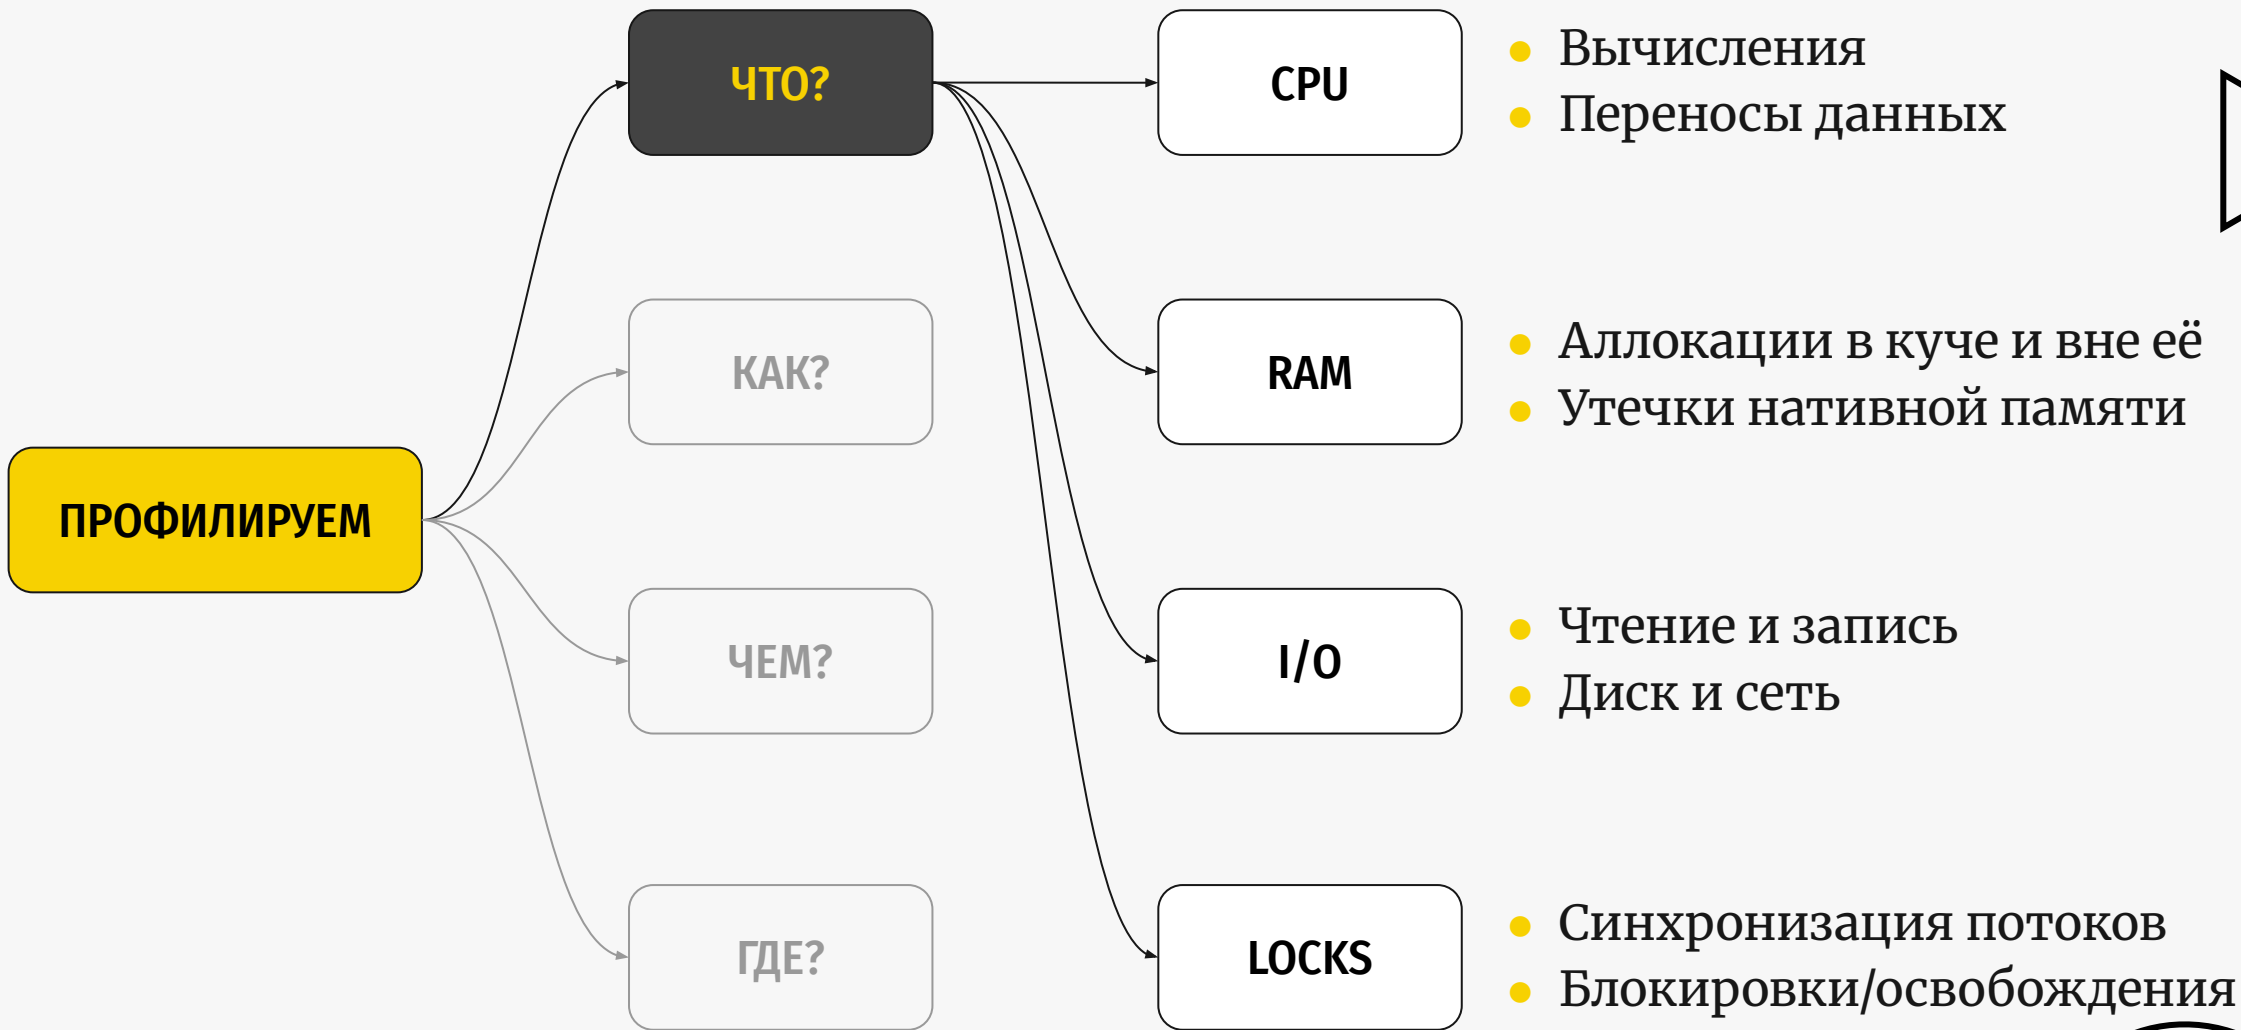 ПРОФИЛИРУЕМ
ЧТО?
КАК?
ЧЕМ?
ГДЕ?
CPU
Вычисления
Переносы данных
RAM
Аллокации в куче и вне её
Утечки нативной памяти
I/O
Чтение и запись
Диск и сеть
LOCKS
Синхронизация потоков
Блокировки/освобождения